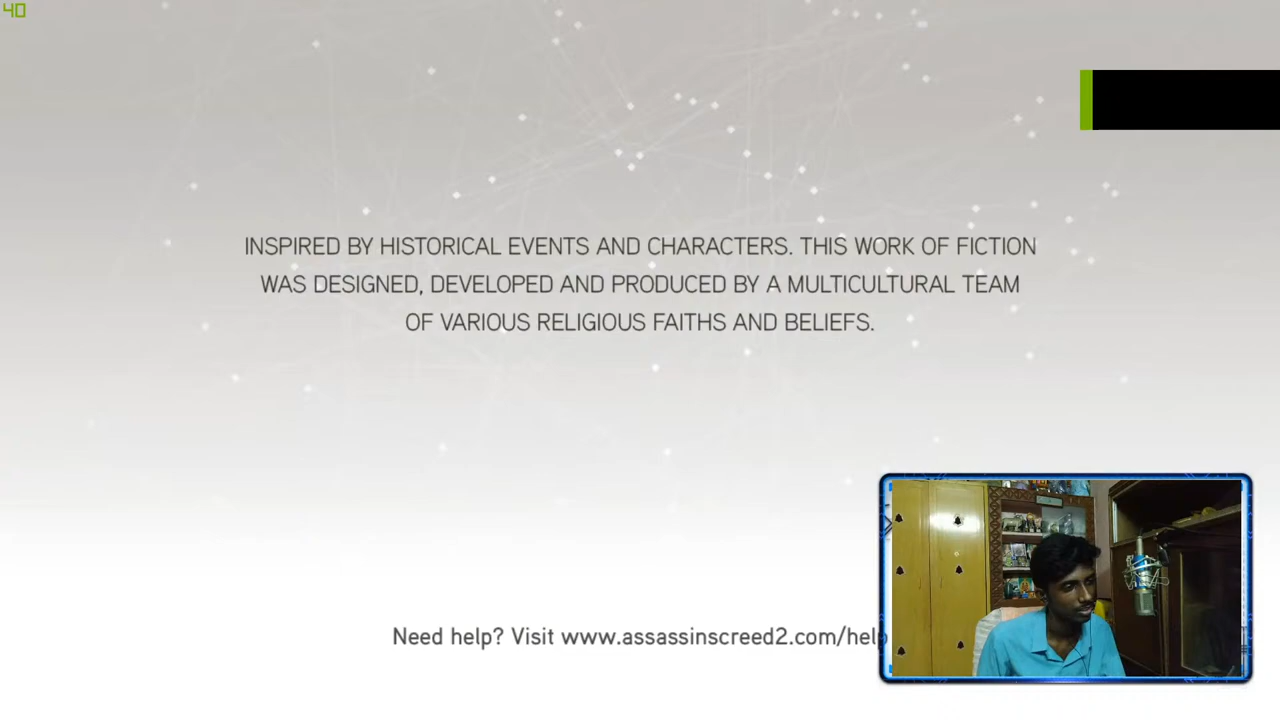 40
INSPIRED BY HISTORICAL EVENTS AND CHARACTERS. THIS WORK OF FICTION
WAS DESIGNED, DEVELOPED AND PRODUCED BY A MULTICULTURAL TEAM
OF VARIOUS RELIGIOUS FAITHS AND BELIEFS.
Need help? Visit www.assassinscreed2.com/help